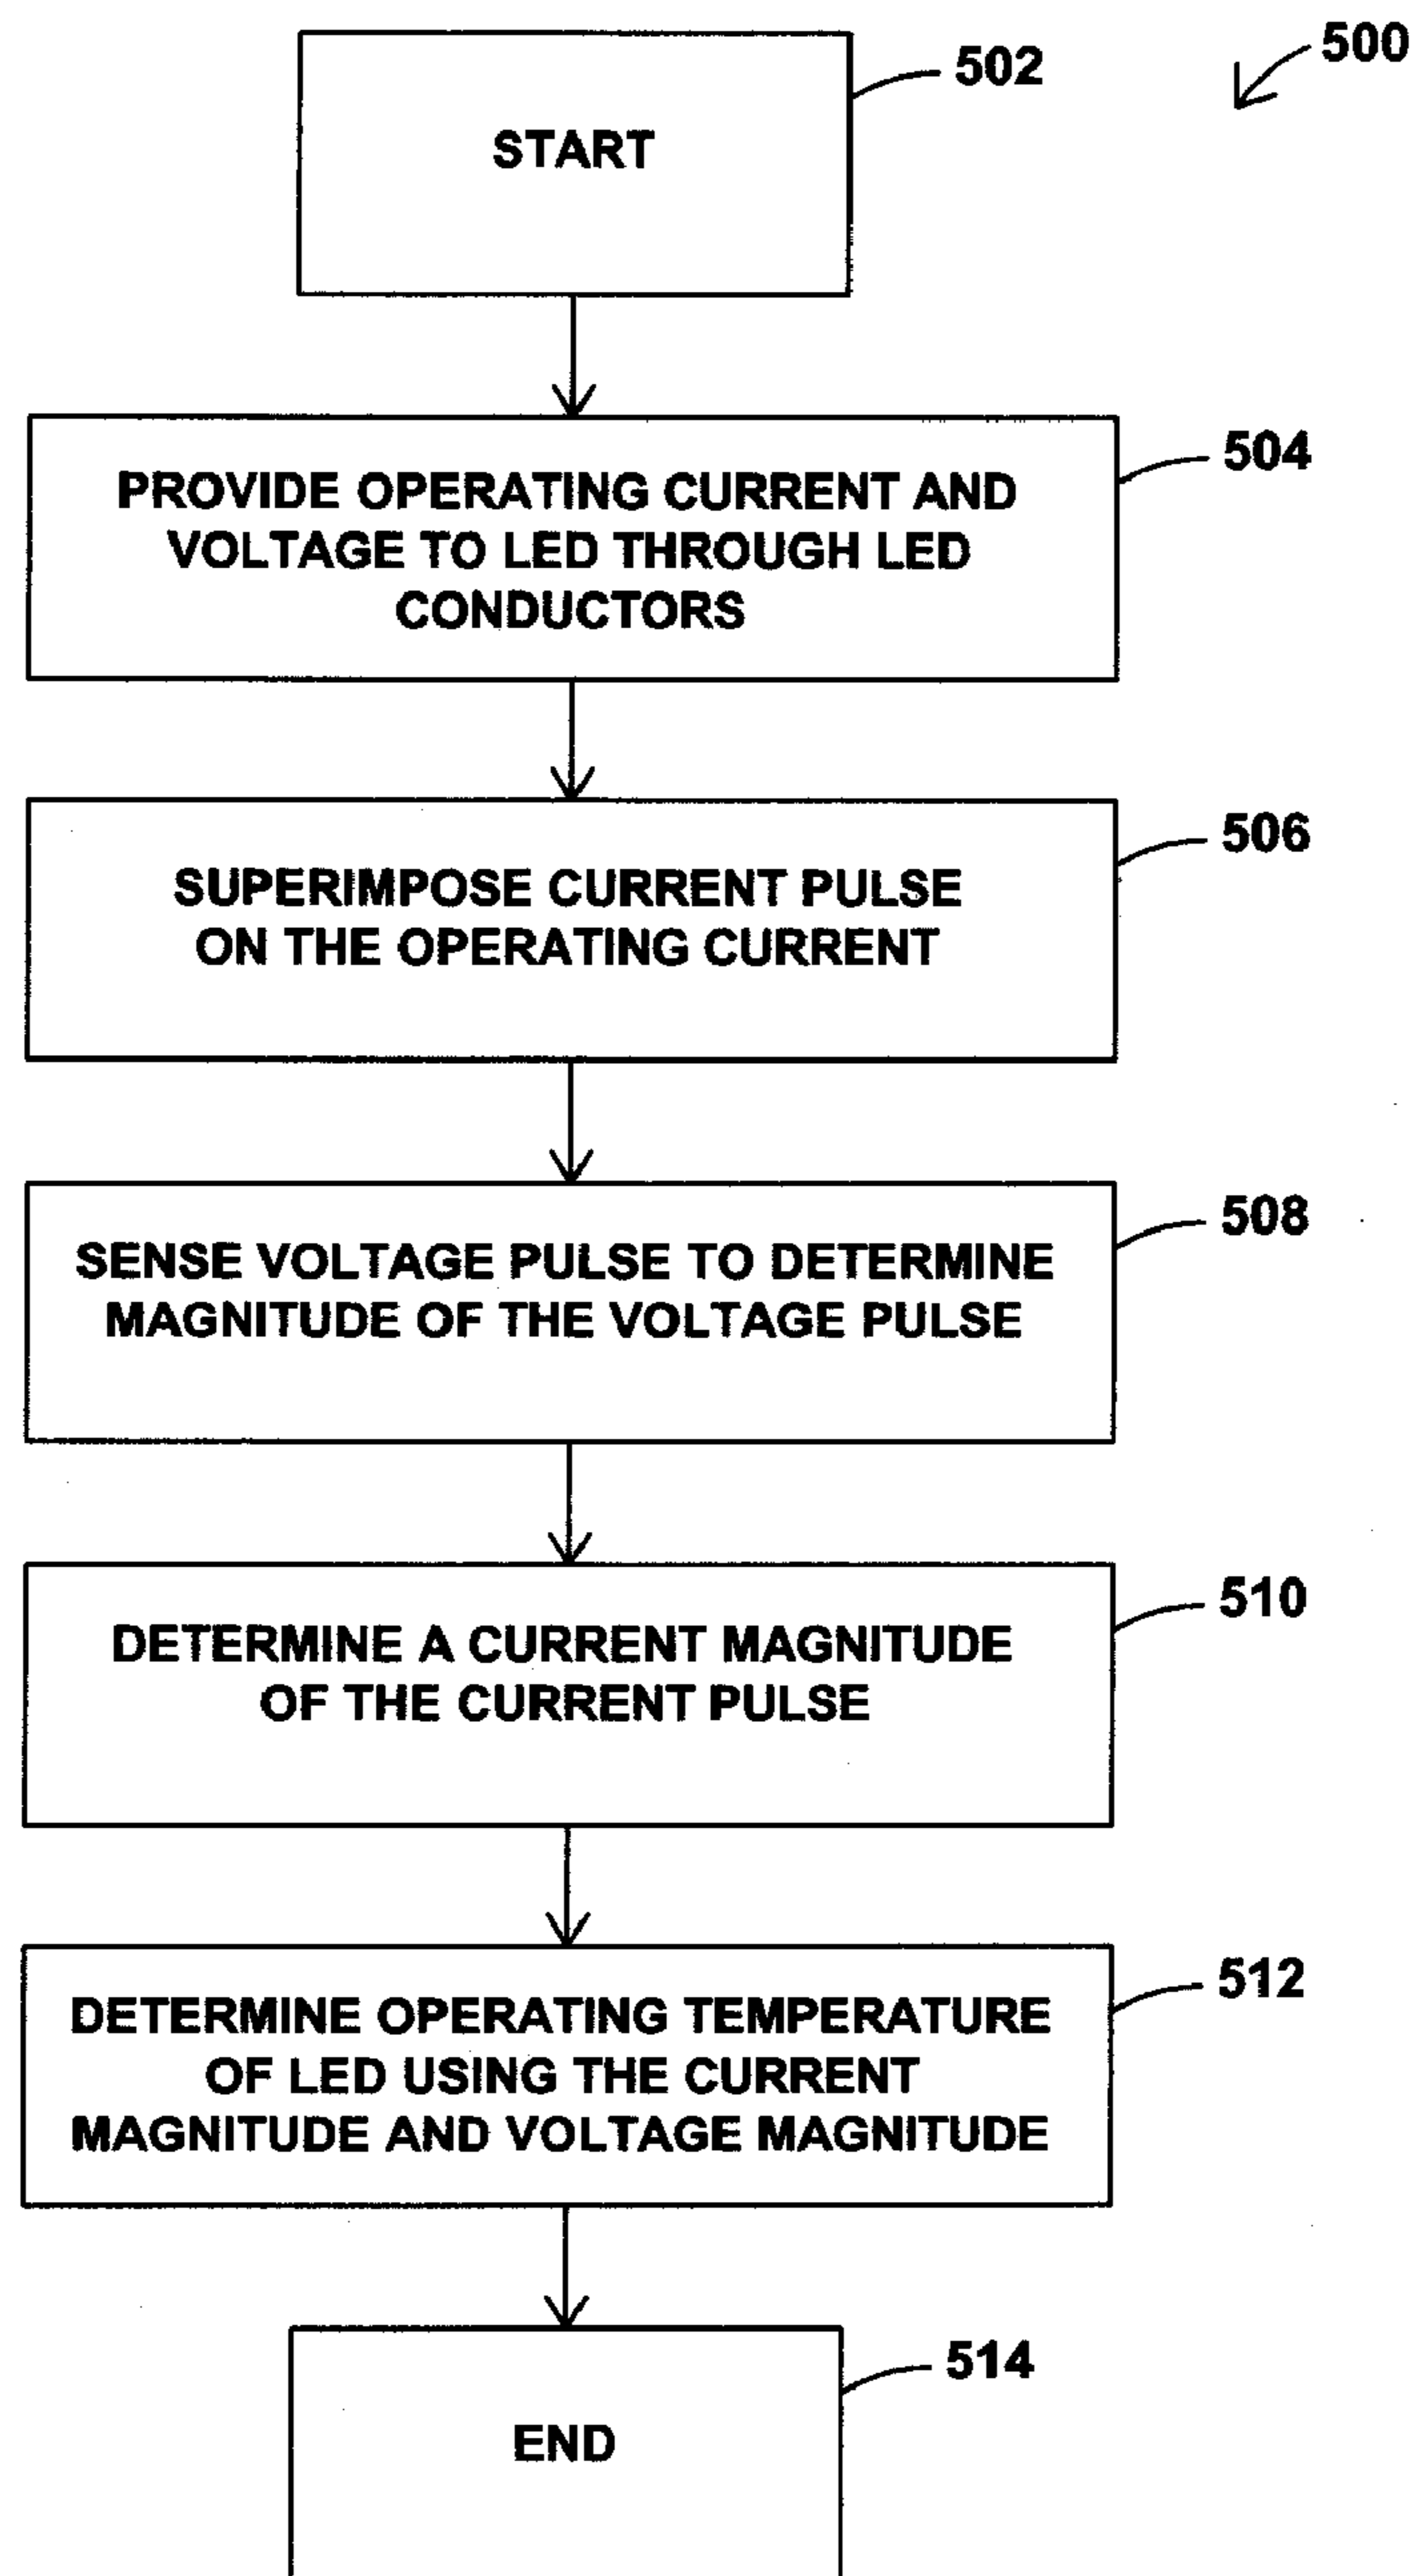 500
502
START
504
PROVIDE OPERATING CURRENT AND
VOLTAGE TO LED THROUGH LED
CONDUCTORS
506
SUPERIMPOSE CURRENT PULSE
ON THE OPERATING CURRENT
508
SENSE VOLTAGE PULSE TO DETERMINE
MAGNITUDE OF THE VOLTAGE PULSE
510
DETERMINE A CURRENT MAGNITUDE
OF THE CURRENT PULSE
512
DETERMINE OPERATING TEMPERATURE
OF LED USING THE CURRENT
MAGNITUDE AND VOLTAGE MAGNITUDE
514
END